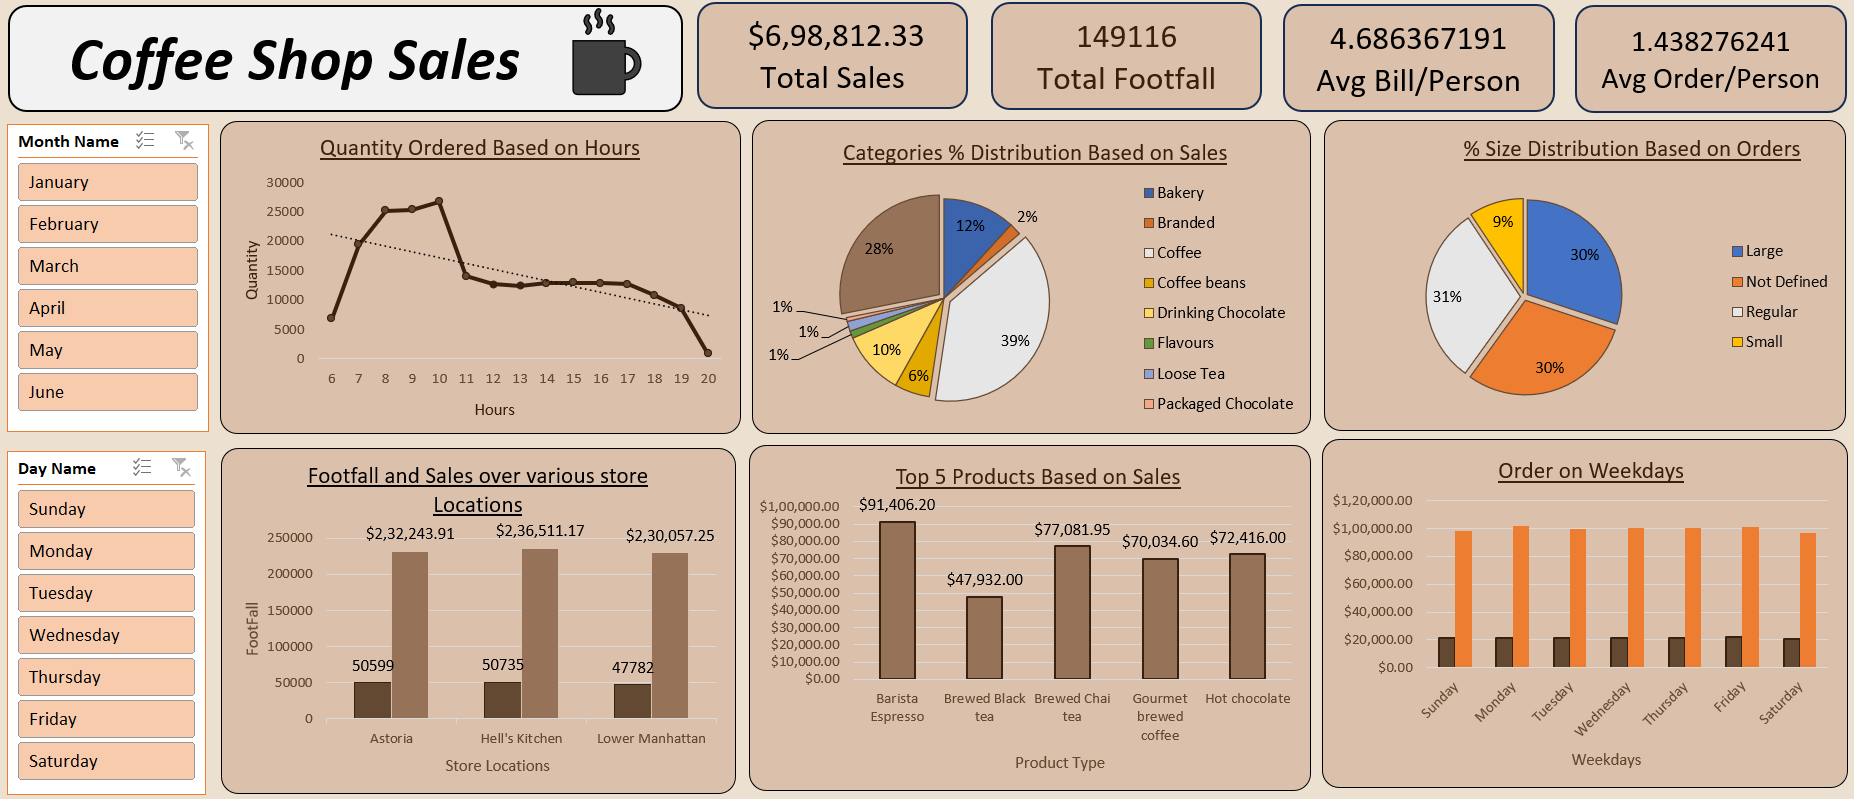 Coffee Shop Sales
$6,98,812.33
Total Sales
149116
Total Footfall
4.686367191
Avg Bill/Person
1.438276241
Avg Order/Person
Month Name
January
February
March
April
May
June
Quantity Ordered Based on Hours
30000
25000
20000
15000
10000
5000
0
Quantity
6 7 8 9 10 11 12 13 14 15 16 17 18 19 20
Hours
Categories % Distribution Based on Sales
12%
2%
39%
6%
10%
1%
1%
1%
28%
Bakery
Branded
Coffee
Coffee beans
Drinking Chocolate
Flavours
Loose Tea
Packaged Chocolate
% Size Distribution Based on Orders
30%
30%
31%
9%
Large
Not Defined
Regular
Small
Day Name
Sunday
Monday
Tuesday
Wednesday
Thursday
Friday
Saturday
Footfall and Sales over various store
Locations
250000
200000
150000
100000
50000
0
FootFall
$2,32,243.91
$2,36,511.17
$2,30,057.25
50599
50735
47782
Astoria
Hell's Kitchen
Lower Manhattan
Store Locations
Top 5 Products Based on Sales
$1,00,000.00
$90,000.00
$80,000.00
$70,000.00
$60,000.00
$50,000.00
$40,000.00
$30,000.00
$20,000.00
$10,000.00
$0.00
$91,406.20
$47,932.00
$77,081.95
$70,034.60
$72,416.00
Barista
Espresso
Brewed Black
tea
Brewed Chai
tea
Gourmet
brewed
coffee
Hot chocolate
Product Type
Order on Weekdays
$1,20,000.00
$1,00,000.00
$80,000.00
$60,000.00
$40,000.00
$20,000.00
$0.00
Sunday
Monday
Tuesday
Wednesday
Thursday
Friday
Saturday
Weekdays